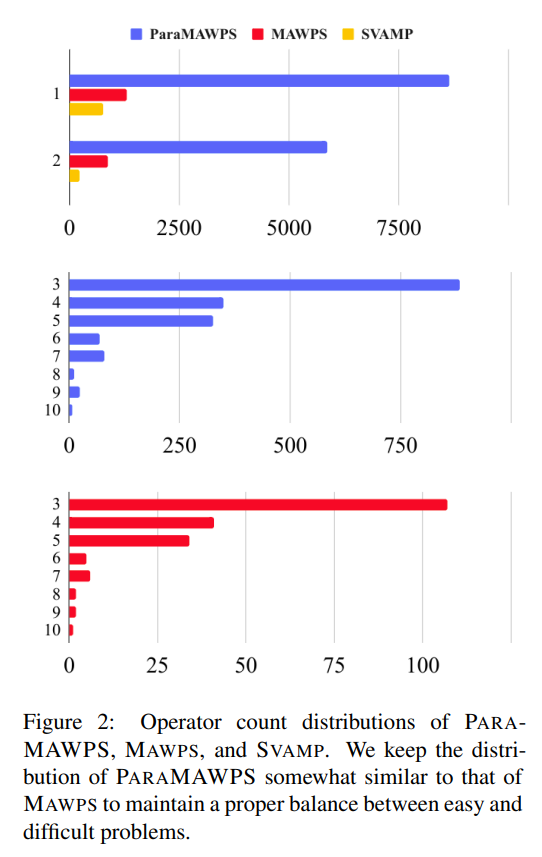 ParaMAWPS MAWPS SVAMP
1
2
0 2500 5000 7500
3
4
5
6
7
8
9
10
0 250 500 750
3
4
5
6
7
8
9
10
0 25 50 75 100
Figure 2: Operator count distributions of PARA-
MAWPS, MAWPS, and SVAMP. We keep the distri-
bution of PARAMAWPS somewhat similar to that of
MAWPS to maintain a proper balance between easy and
difficult problems.